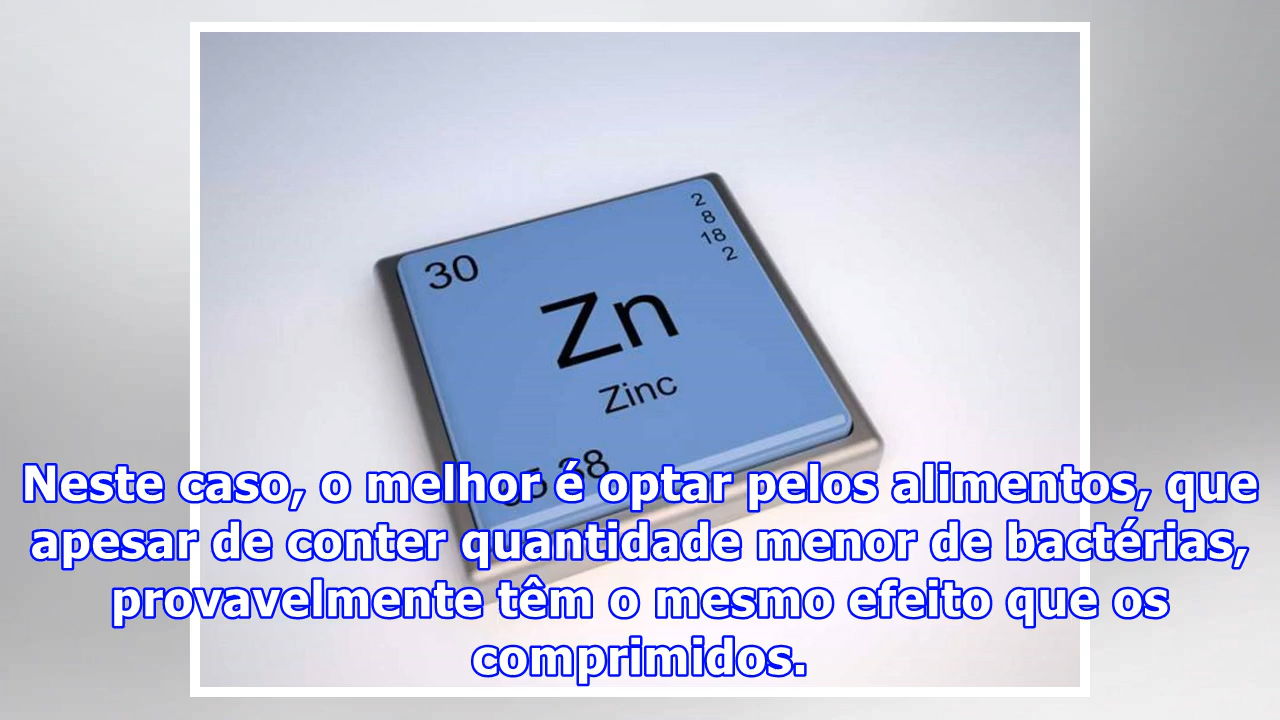 30
2
8
18
2
Zn
Zinc
38
Neste caso, o melhor é optar pelos alimentos, que
apesar de conter quantidade menor de bactérias,
provavelmente têm o mesmo efeito que os
comprimidos.